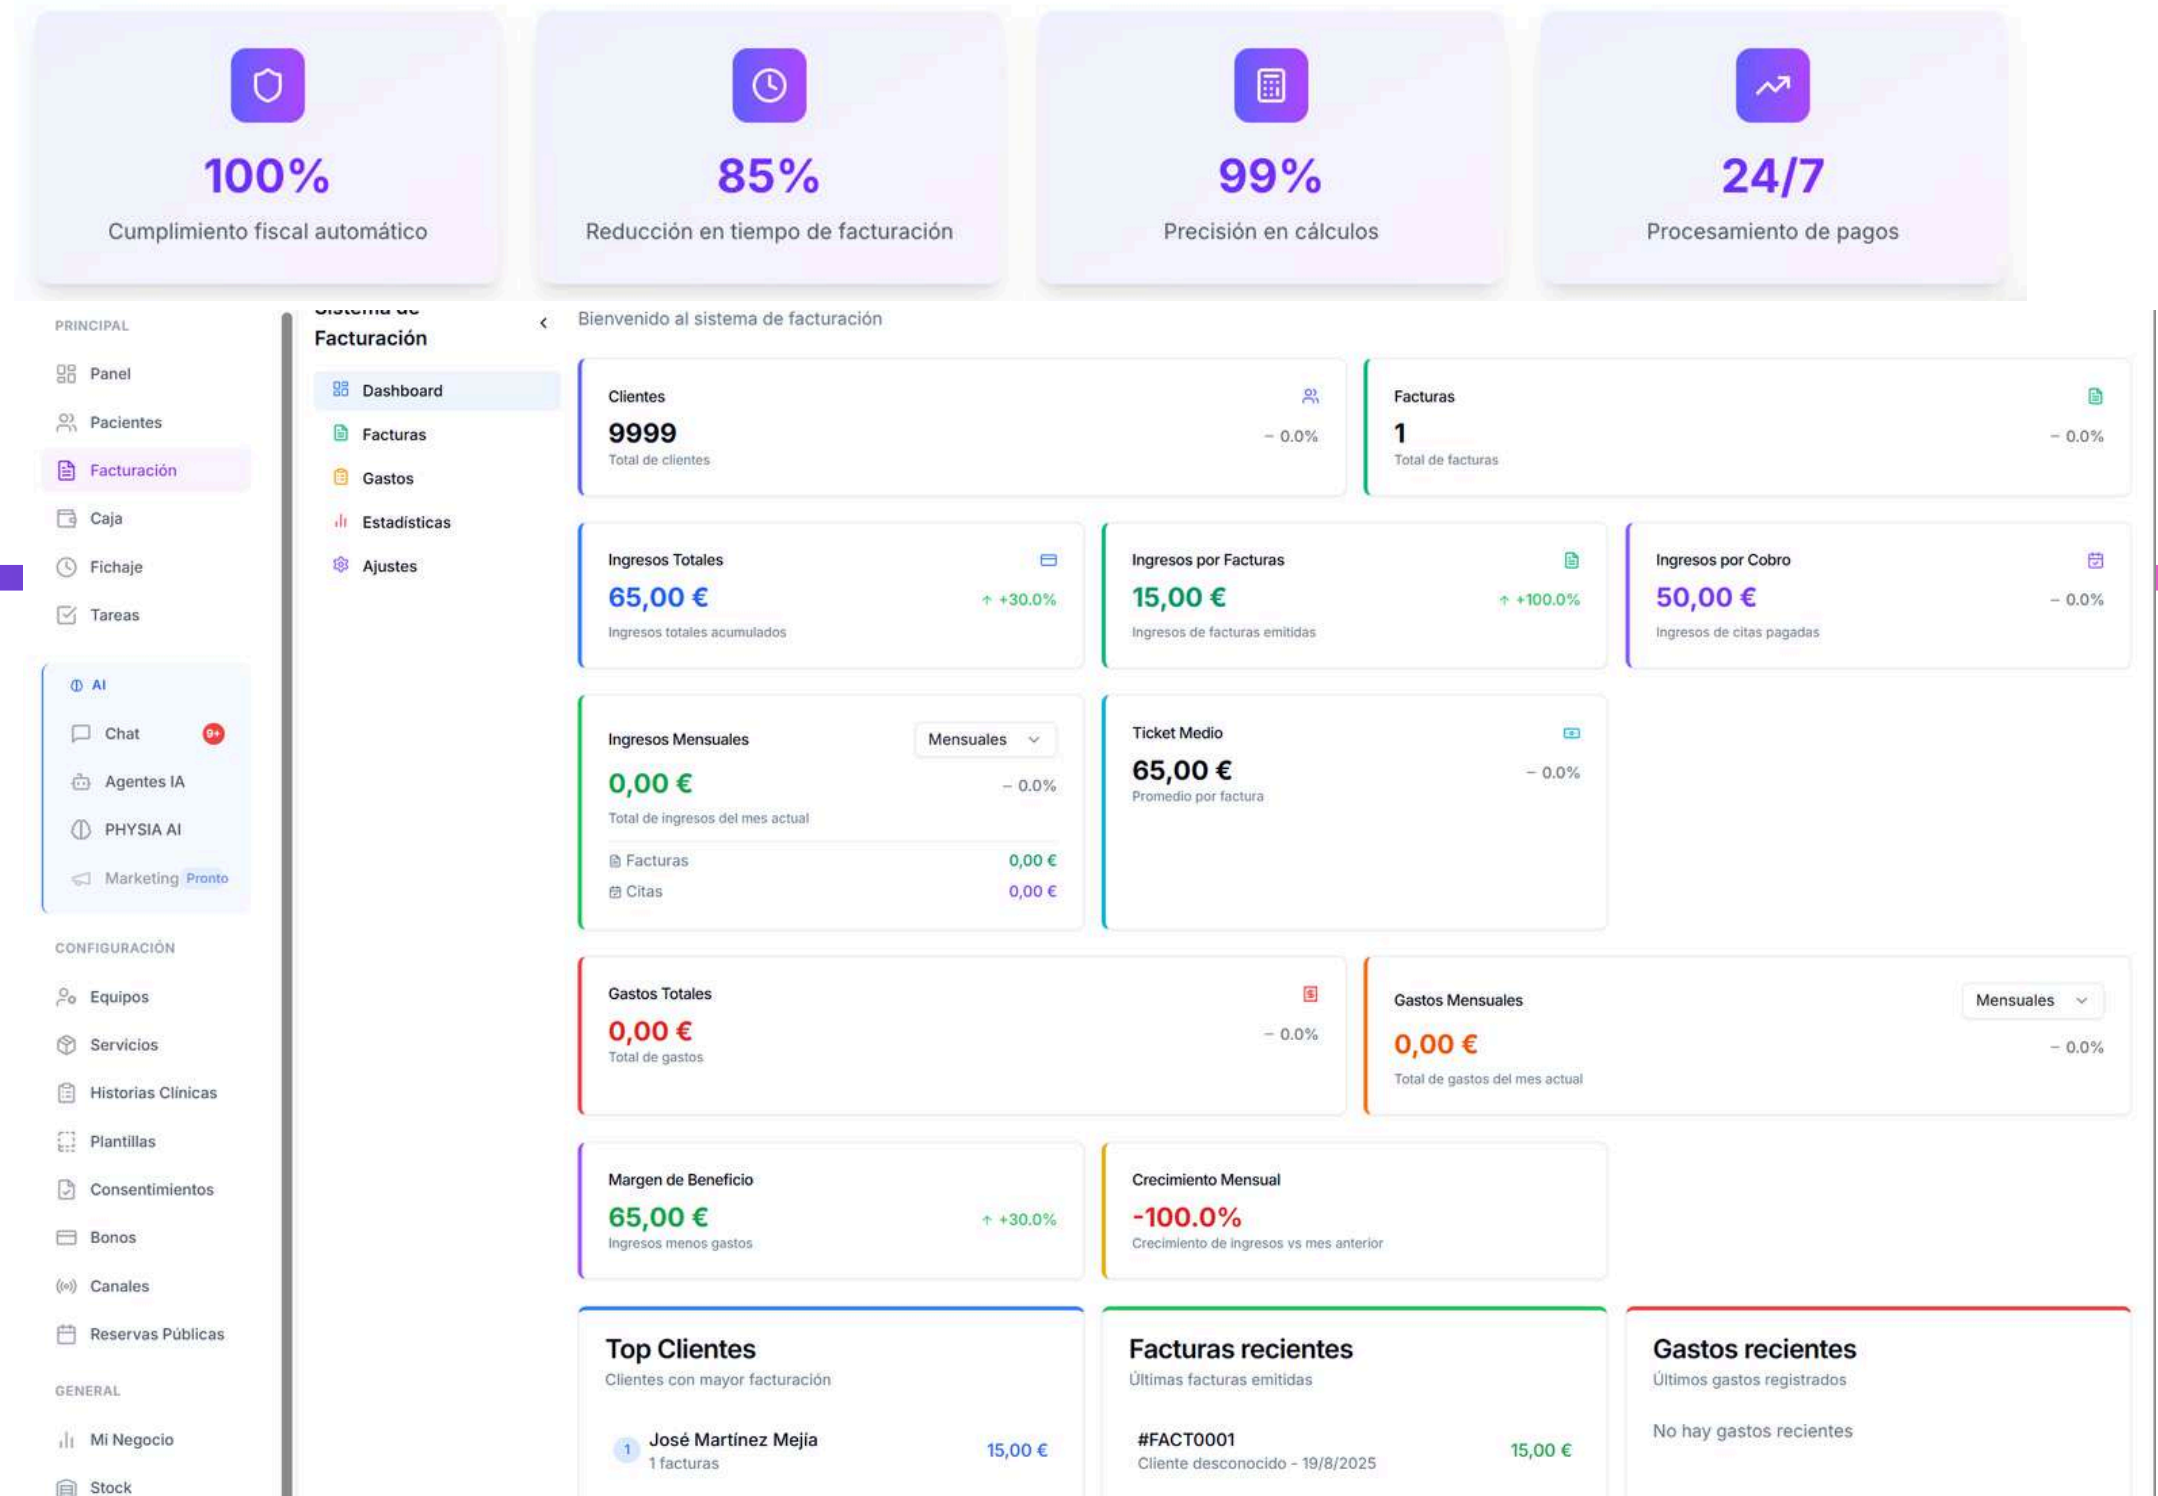 100%
Cumplimiento fiscal automático
85%
Reducción en tiempo de facturación
99%
Precisión en cálculos
24/7
Procesamiento de pagos
PRINCIPAL
Panel
Pacientes
Facturación
Caja
Fichaje
Tareas
AI
Chat 9+
Agentes IA
PHYSIA AI
Marketing Pronto
CONFIGURACIÓN
Equipos
Servicios
Historias Clínicas
Plantillas
Consentimientos
Bonos
Canales
Reservas Públicas
GENERAL
Mi Negocio
Stock
Sistema de
Facturación
Dashboard
Facturas
Gastos
Estadísticas
Ajustes
Bienvenido al sistema de facturación
Clientes
9999
– 0.0%
Total de clientes
Facturas
1
– 0.0%
Total de facturas
Ingresos Totales
65,00 €
↑ +30.0%
Ingresos totales acumulados
Ingresos por Facturas
15,00 €
↑ +100.0%
Ingresos de facturas emitidas
Ingresos por Cobro
50,00 €
– 0.0%
Ingresos de citas pagadas
Ingresos Mensuales
Mensuales
0,00 €
– 0.0%
Total de ingresos del mes actual
Facturas 0,00 €
Citas 0,00 €
Ticket Medio
65,00 €
– 0.0%
Promedio por factura
Gastos Totales
0,00 €
– 0.0%
Total de gastos
Gastos Mensuales
Mensuales
0,00 €
– 0.0%
Total de gastos del mes actual
Margen de Beneficio
65,00 €
↑ +30.0%
Ingresos menos gastos
Crecimiento Mensual
-100.0%
Crecimiento de ingresos vs mes anterior
Top Clientes
Clientes con mayor facturación
1 José Martínez Mejía
15,00 €
1 facturas
Facturas recientes
Últimas facturas emitidas
#FACT0001
15,00 €
Cliente desconocido - 19/8/2025
Gastos recientes
Últimos gastos registrados
No hay gastos recientes